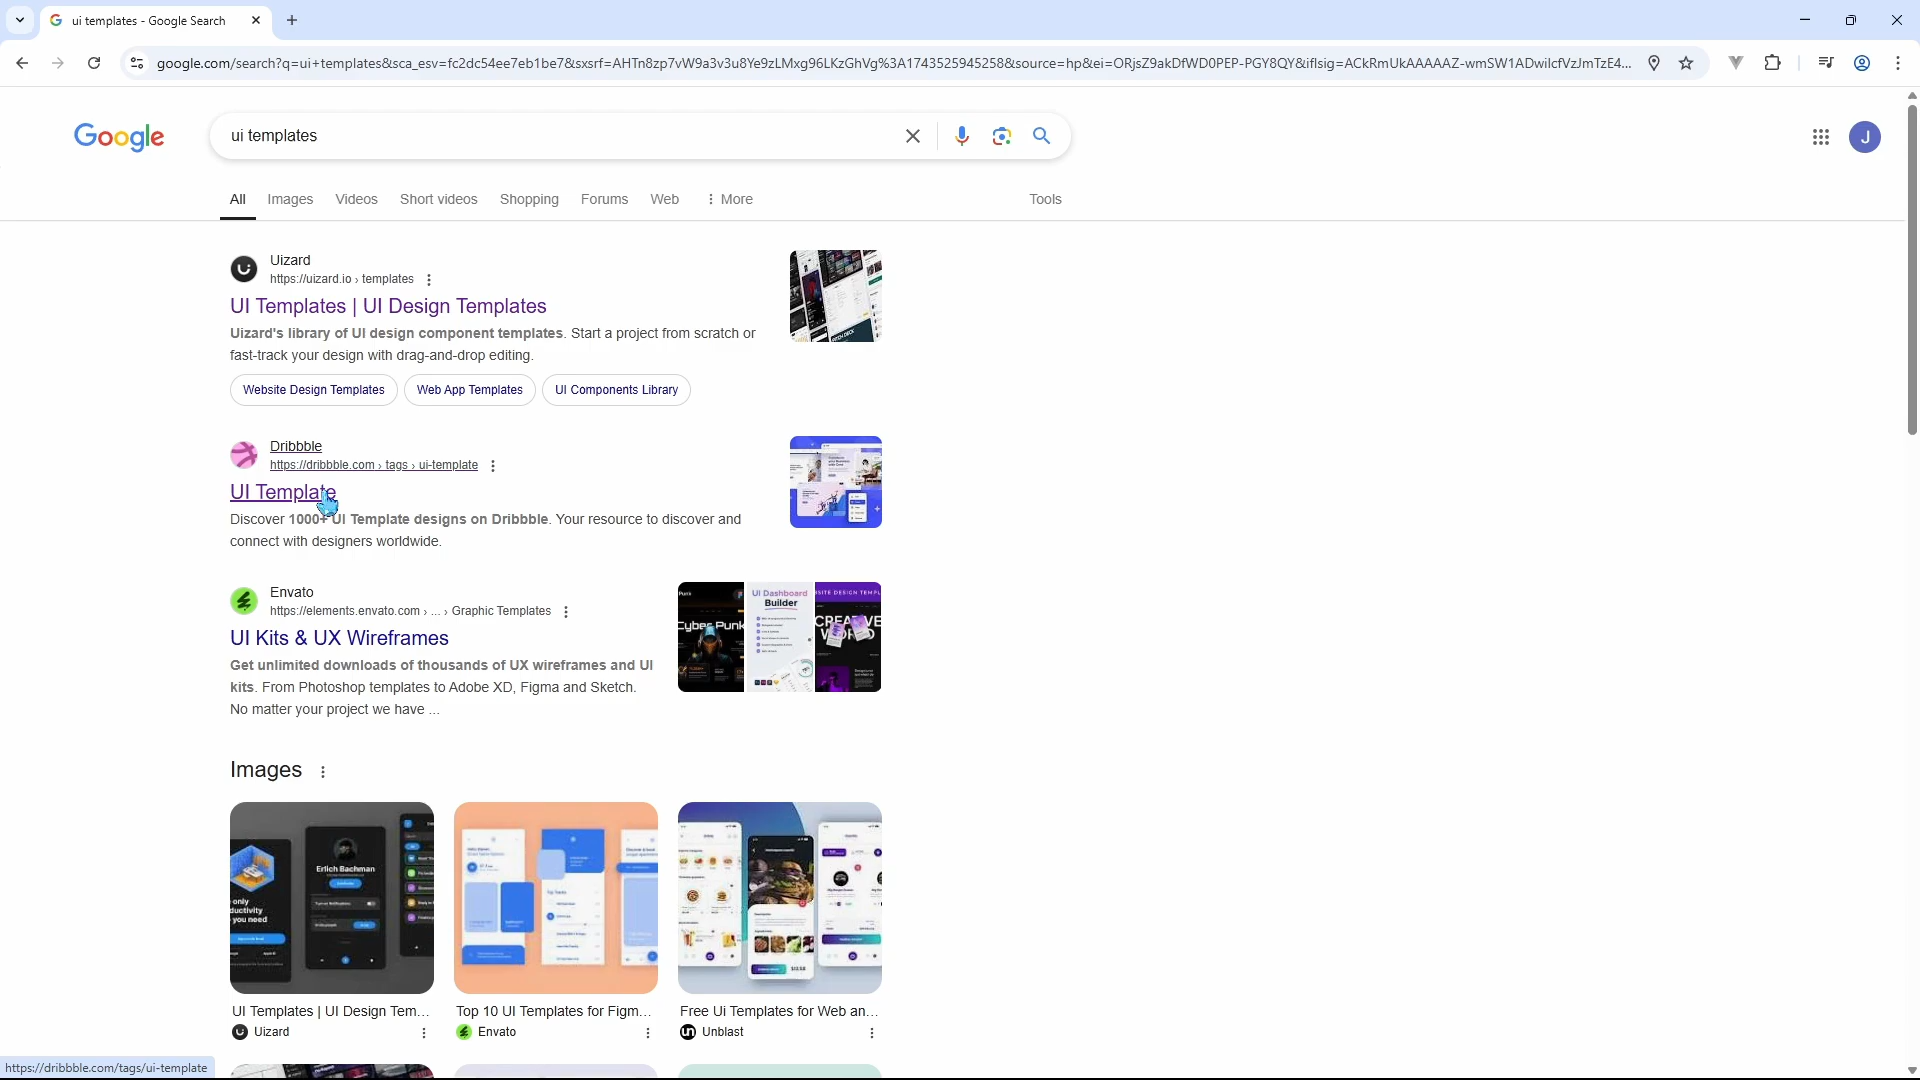 ui templates - Google Search
google.com/search?q=ui+templates&sca_esv=fc2dc54ee7eb1be7&sxsrf=AHTn8zp7vW9a3v3u8Ye9zLMxg96LKzGhVg%3A1743525945258&source=hp&ei=ORjsZ9akDfWD0PEP-PGY8QY&iflsig=ACkRmUkAAAAAZ-wmSW1ADwilcfVzJmTzE4...
Google
ui templates
J
All Images Videos Short videos Shopping Forums Web More Tools
Uizard
https://uizard.io › templates
UI Templates | UI Design Templates
Uizard's library of UI design component templates. Start a project from scratch or
fast-track your design with drag-and-drop editing.
Website Design Templates Web App Templates UI Components Library
Dribbble
https://dribbble.com › tags › ui-template
UI Template
Discover 1000+ UI Template designs on Dribbble. Your resource to discover and
connect with designers worldwide.
Envato
https://elements.envato.com › ... › Graphic Templates
UI Kits & UX Wireframes
Get unlimited downloads of thousands of UX wireframes and UI
kits. From Photoshop templates to Adobe XD, Figma and Sketch.
No matter your project we have ...
UI Dashboard
Builder
Cyber Punk
Images
Erlich Bachman
UI Templates | UI Design Tem...
Uizard
Top 10 UI Templates for Figm...
Envato
Free Ui Templates for Web an...
Unblast
https://dribbble.com/tags/ui-template